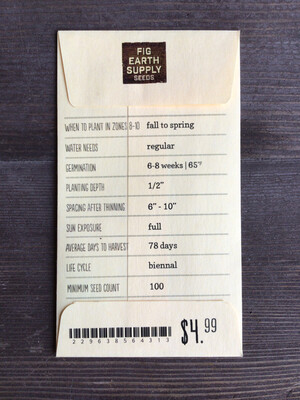 FIG
EARTH
SUPPLY
SEEDS
WHEN TO PLANT IN ZONES 8-10 fall to spring
WATER NEEDS regular
GERMINATION 6-8 weeks | 65°F
PLANTING DEPTH 1/2"
SPACING AFTER THINNING 6" - 10"
SUN EXPOSURE full
AVERAGE DAYS TO HARVEST 78 days
LIFE CYCLE biennal
MINIMUM SEED COUNT 100
$4.99
229638564313